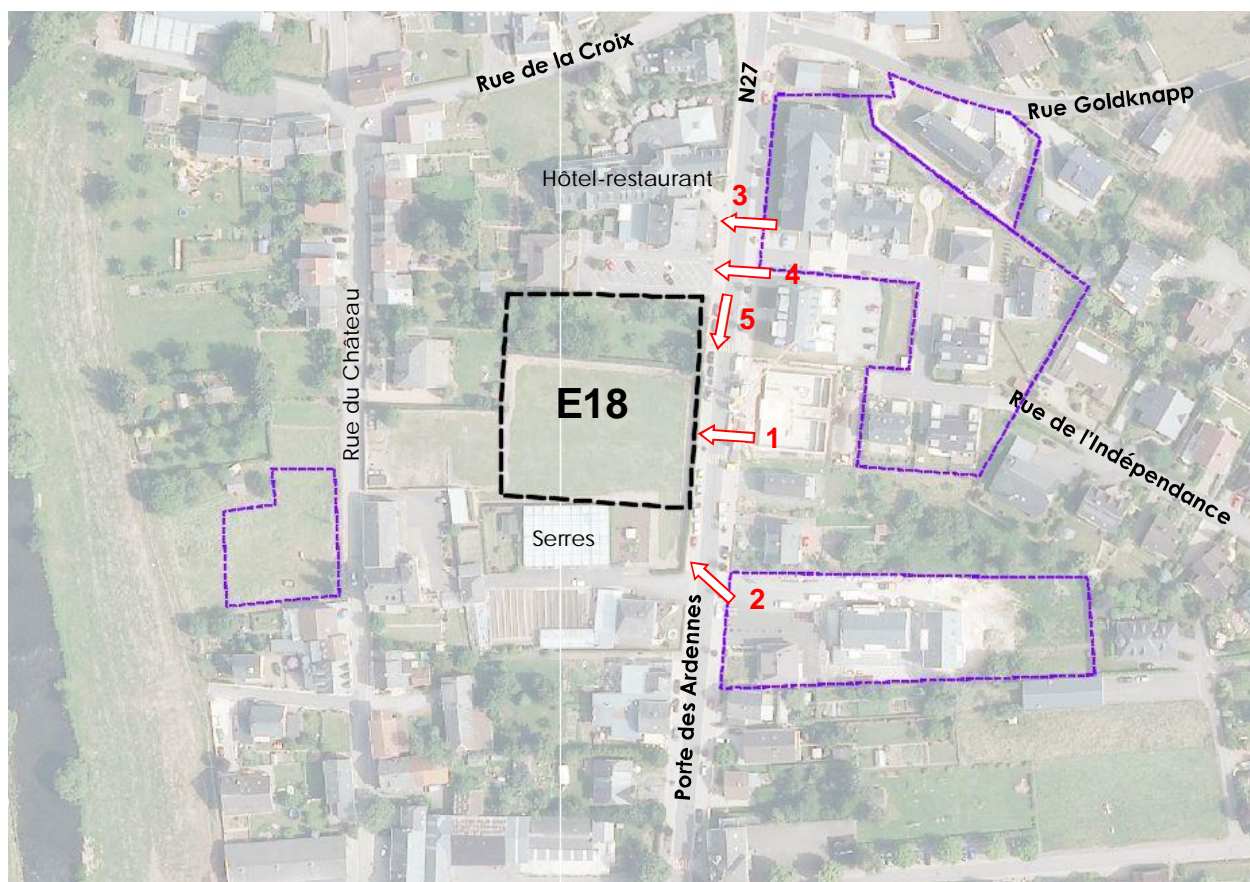 Rue de la Croix
N27
Rue Goldknapp
Hôtel-restaurant
3
4
5
Rue du Château
E18
1
Rue de l'Indépendance
Serres
2
Porte des Ardennes